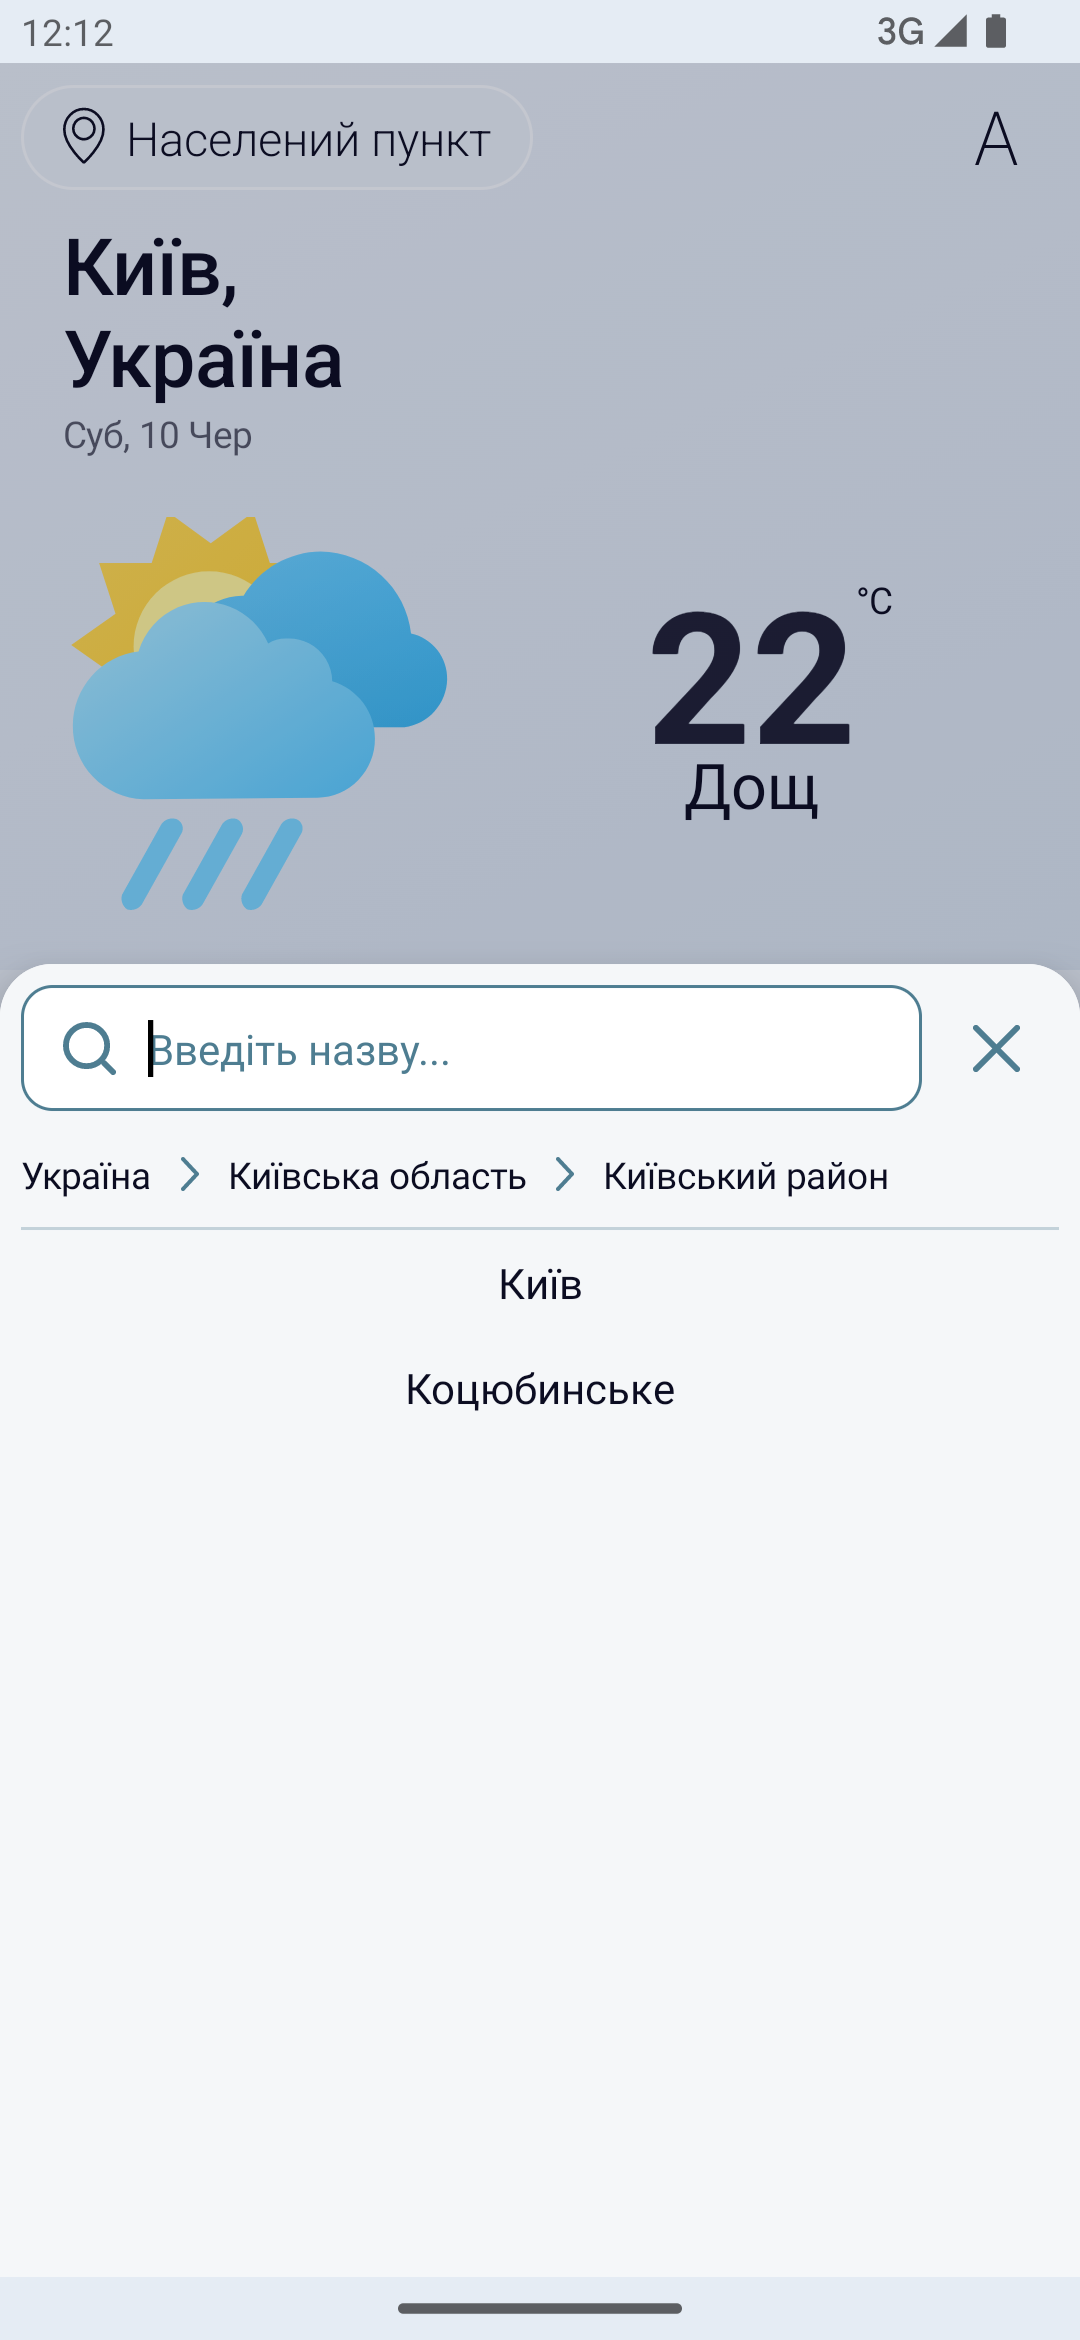 12:12
3G
Населений пункт
A
Київ,
Україна
Суб, 10 Чер
°C
22
Дощ
Введіть назву...
Україна
Київська область
Київський район
Київ
Коцюбинське